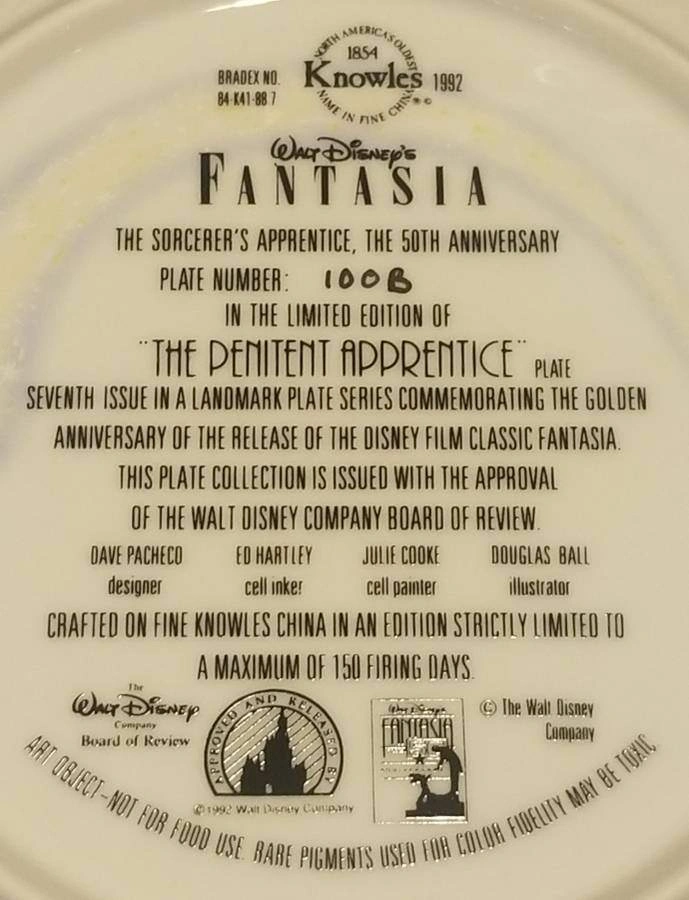 NORTH AMERICA'S OLDEST
1854
BRADEX NO. Knowles 1992
84-K41-88 7
NAME IN FINE CHINA
WALT DISNEY'S
FANTASIA
THE SORCERER'S APPRENTICE, THE 50TH ANNIVERSARY
PLATE NUMBER: 100B
IN THE LIMITED EDITION OF
"THE PENITENT APPRENTICE" PLATE
SEVENTH ISSUE IN A LANDMARK PLATE SERIES COMMEMORATING THE GOLDEN
ANNIVERSARY OF THE RELEASE OF THE DISNEY FILM CLASSIC FANTASIA.
THIS PLATE COLLECTION IS ISSUED WITH THE APPROVAL
OF THE WALT DISNEY COMPANY BOARD OF REVIEW.
DAVE PACHECO ED HARTLEY JULIE COOKE DOUGLAS BALL
designer cell inker cell painter illustrator
CRAFTED ON FINE KNOWLES CHINA IN AN EDITION STRICTLY LIMITED TO
A MAXIMUM OF 150 FIRING DAYS.
The
WALT DISNEY
Company
Board of Review
APPROVED AND RELEASED BY
©1992 Walt Disney Company
Walt Disney's
FANTASIA
© The Walt Disney
Company
ART OBJECT-NOT FOR FOOD USE. RARE PIGMENTS USED FOR COLOR FIDELITY MAY BE TOXIC.